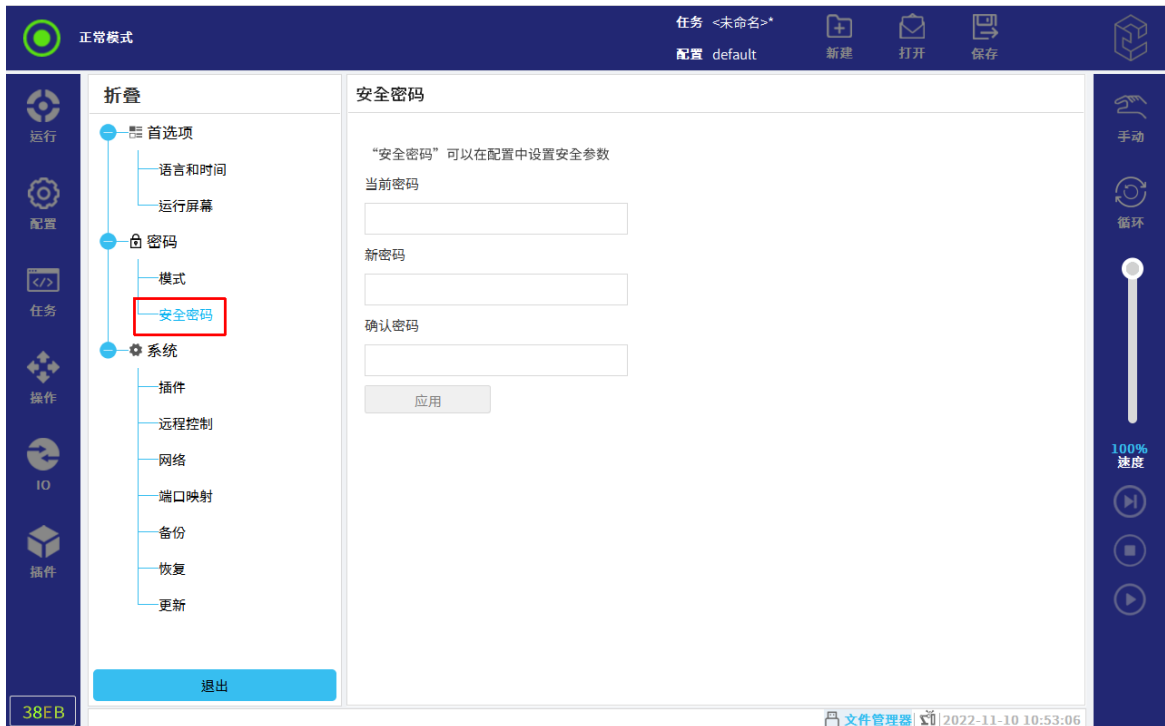 正常模式
任务 <未命名>*
配置 default
新建
打开
保存
运行
配置
任务
操作
IO
插件
38EB
折叠
首选项
语言和时间
运行屏幕
密码
模式
安全密码
系统
插件
远程控制
网络
端口映射
备份
恢复
更新
退出
安全密码
“安全密码”可以在配置中设置安全参数
当前密码
新密码
确认密码
应用
手动
循环
100%
速度
文件管理器
2022-11-10 10:53:06